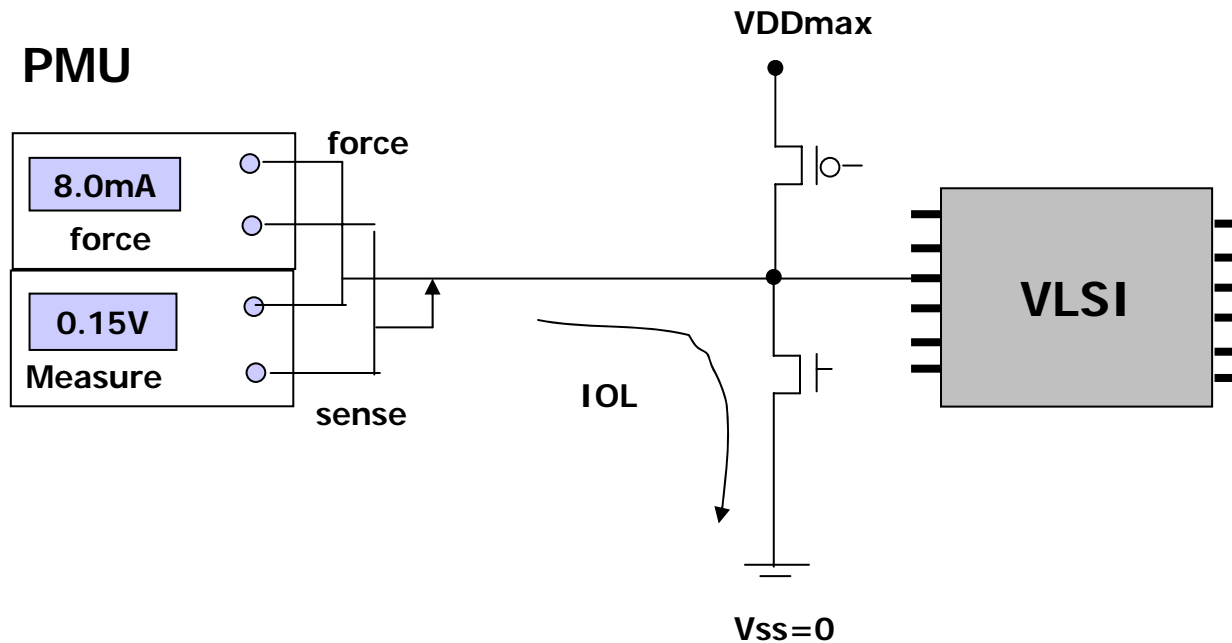 VDDmax
PMU
force
8.0mA
force
0.15V
Measure
sense
IOL
VLSI
Vss=0